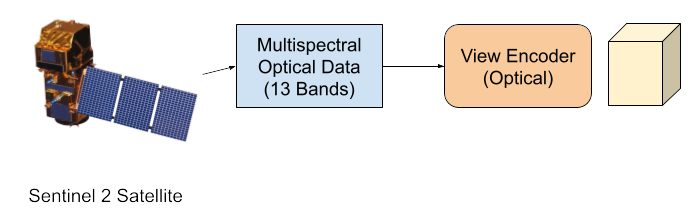 Multispectral
Optical Data
(13 Bands)
View Encoder
(Optical)
Sentinel 2 Satellite